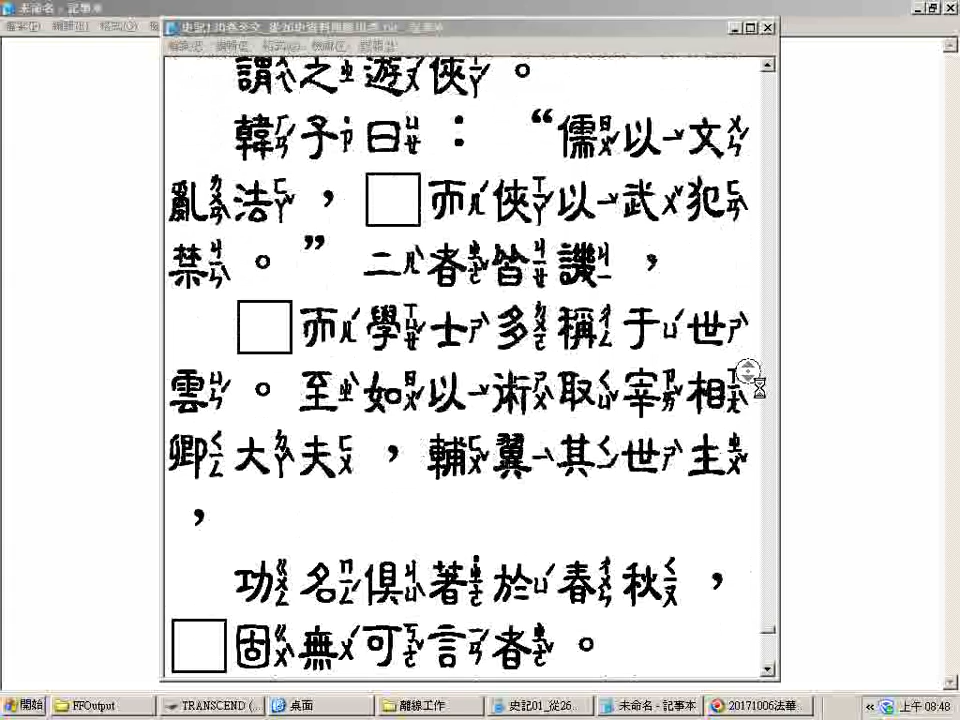 未命名 - 記事本
謂之遊俠。
韓子曰：“儒以文
亂法，□而俠以武犯
禁。”二者皆譏，
□而學士多稱于世
雲。至如以術取宰相
卿大夫，輔翼其世主
，
功名俱著於春秋，
□固無可言者。
開始 FFOutput TRANSCEND (... 桌面 離線工作 史記01_從26... 未命名 - 記事本 20171006法華... « 上午 08:48